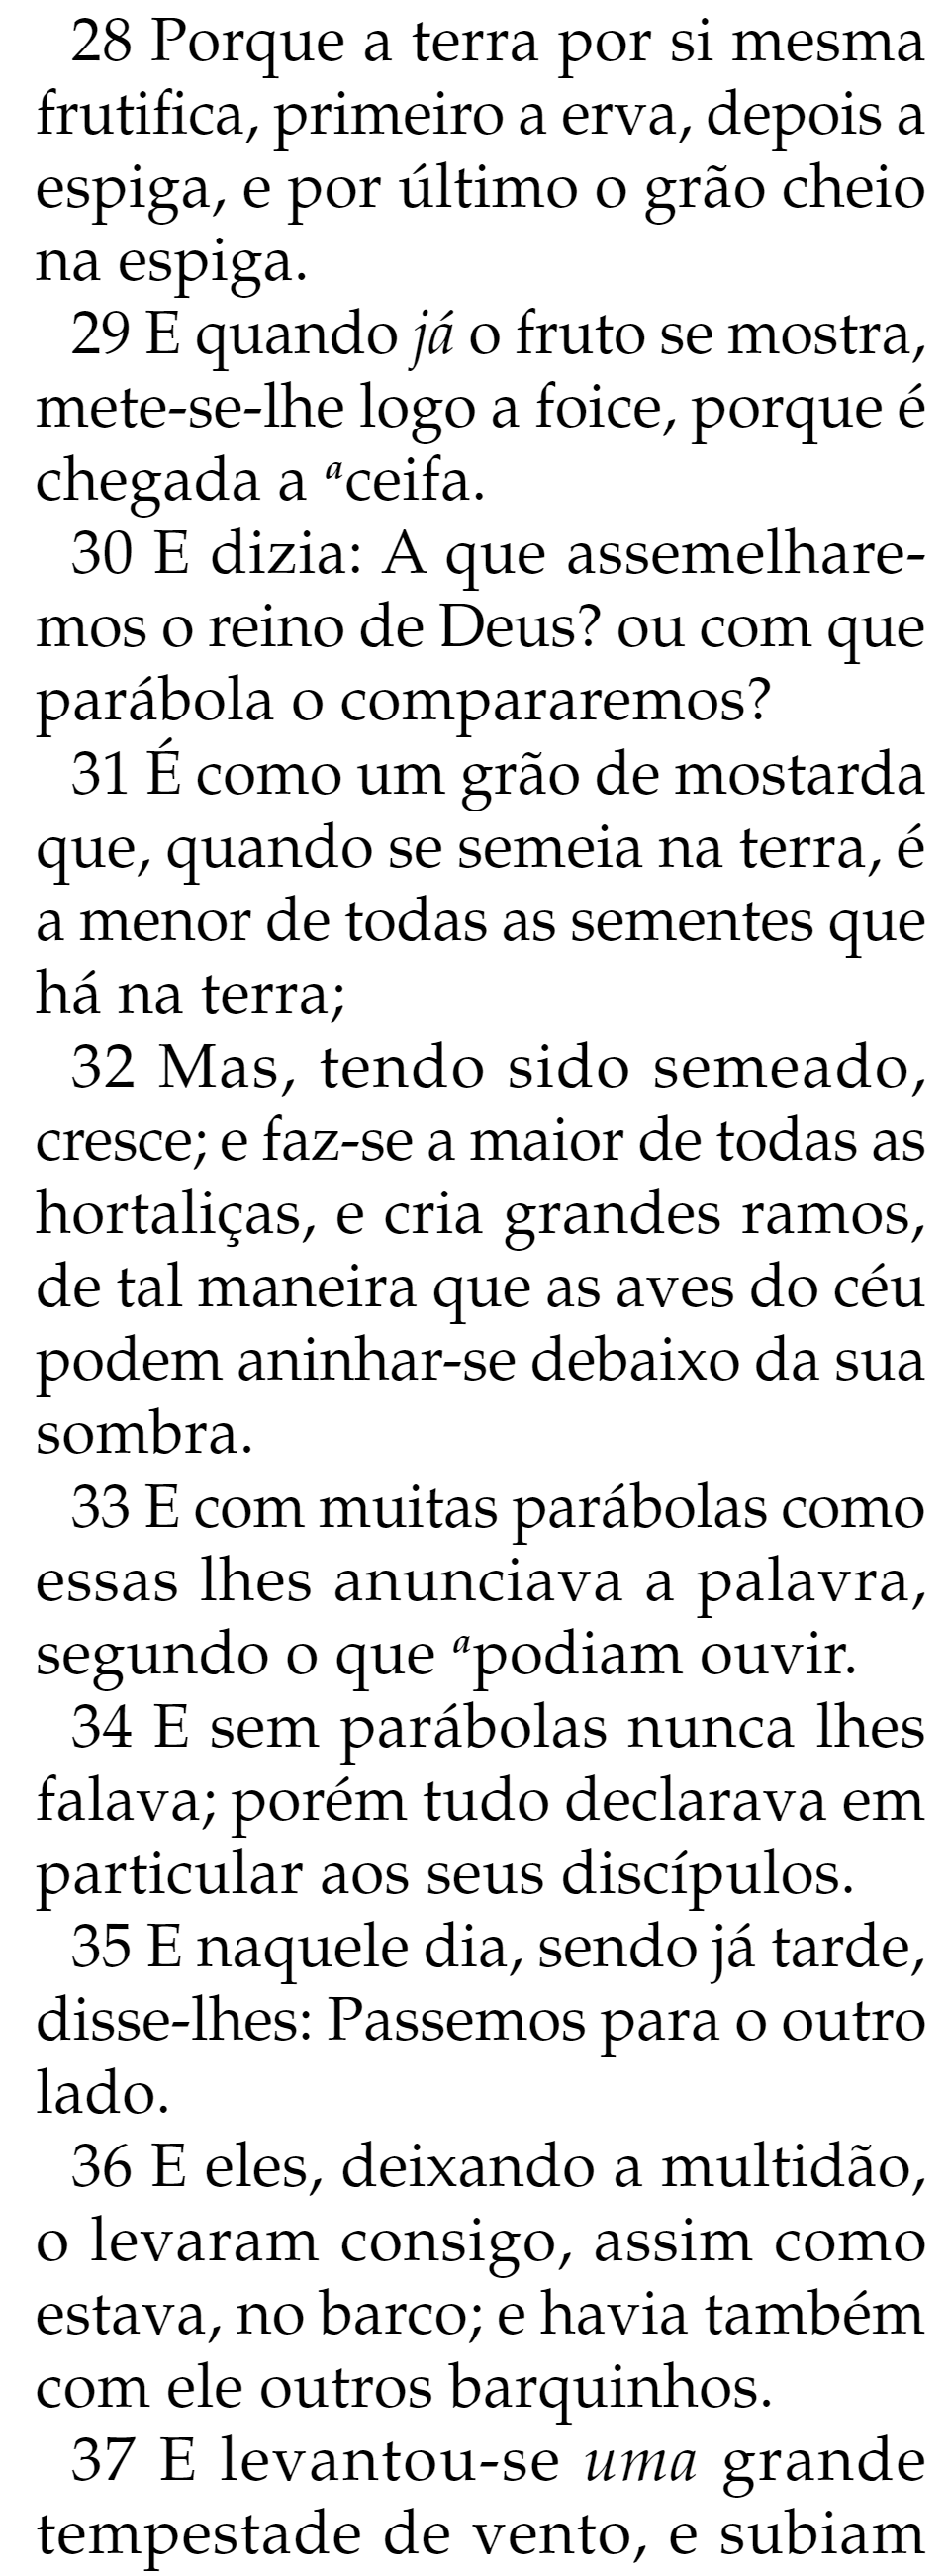 28 Porque a terra por si mesma
frutifica, primeiro a erva, depois a
espiga, e por último o grão cheio
na espiga.
29 E quando já o fruto se mostra,
mete-se-lhe logo a foice, porque é
chegada a ᵃceifa.
30 E dizia: A que assemelhare-
mos o reino de Deus? ou com que
parábola o compararemos?
31 É como um grão de mostarda
que, quando se semeia na terra, é
a menor de todas as sementes que
há na terra;
32 Mas, tendo sido semeado,
cresce; e faz-se a maior de todas as
hortaliças, e cria grandes ramos,
de tal maneira que as aves do céu
podem aninhar-se debaixo da sua
sombra.
33 E com muitas parábolas como
essas lhes anunciava a palavra,
segundo o que ᵃpodiam ouvir.
34 E sem parábolas nunca lhes
falava; porém tudo declarava em
particular aos seus discípulos.
35 E naquele dia, sendo já tarde,
disse-lhes: Passemos para o outro
lado.
36 E eles, deixando a multidão,
o levaram consigo, assim como
estava, no barco; e havia também
com ele outros barquinhos.
37 E levantou-se uma grande
tempestade de vento, e subiam